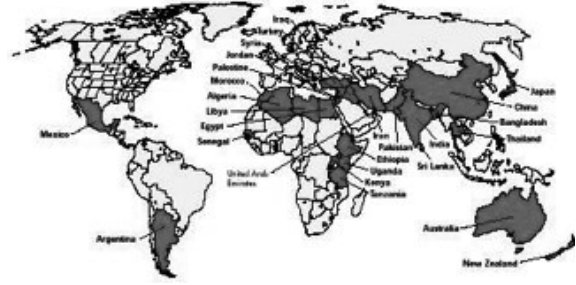 Iraq
Turkey
Syria
Jordan
Palestine
Morocco
Algeria
Libya
Egypt
Senegal
United Arab
Emirates
Mexico
Argentina
Japan
China
Bangladesh
Thailand
India
Sri Lanka
Iran
Pakistan
Ethiopia
Uganda
Kenya
Tanzania
Australia
New Zealand